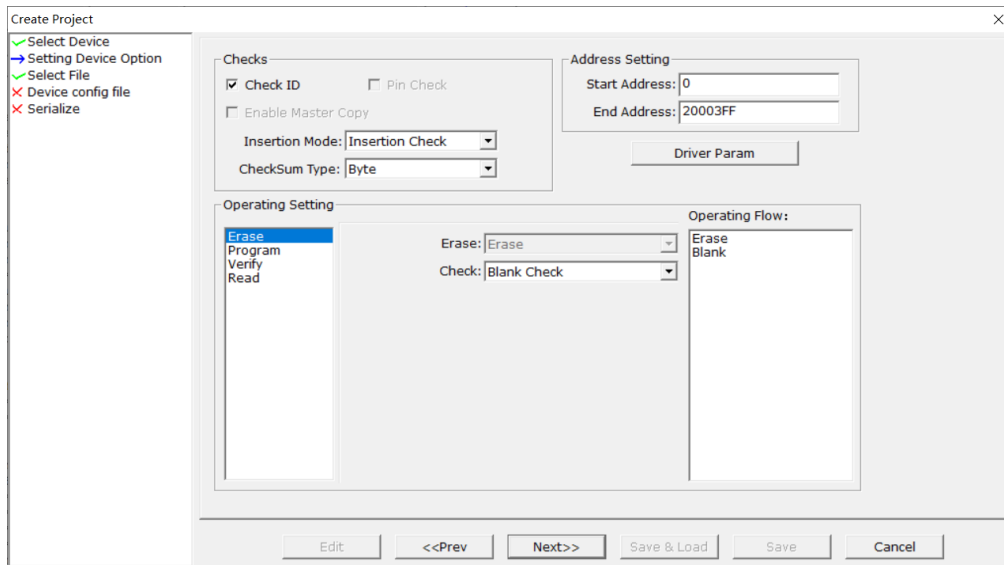 Create Project
Select Device
Setting Device Option
Select File
Device config file
Serialize
Checks
Check ID
Pin Check
Enable Master Copy
Insertion Mode: Insertion Check
CheckSum Type: Byte
Address Setting
Start Address: 0
End Address: 20003FF
Driver Param
Operating Setting
Erase
Program
Verify
Read
Erase: Erase
Check: Blank Check
Operating Flow：
Erase
Blank
Edit
<<Prev
Next>>
Save & Load
Save
Cancel